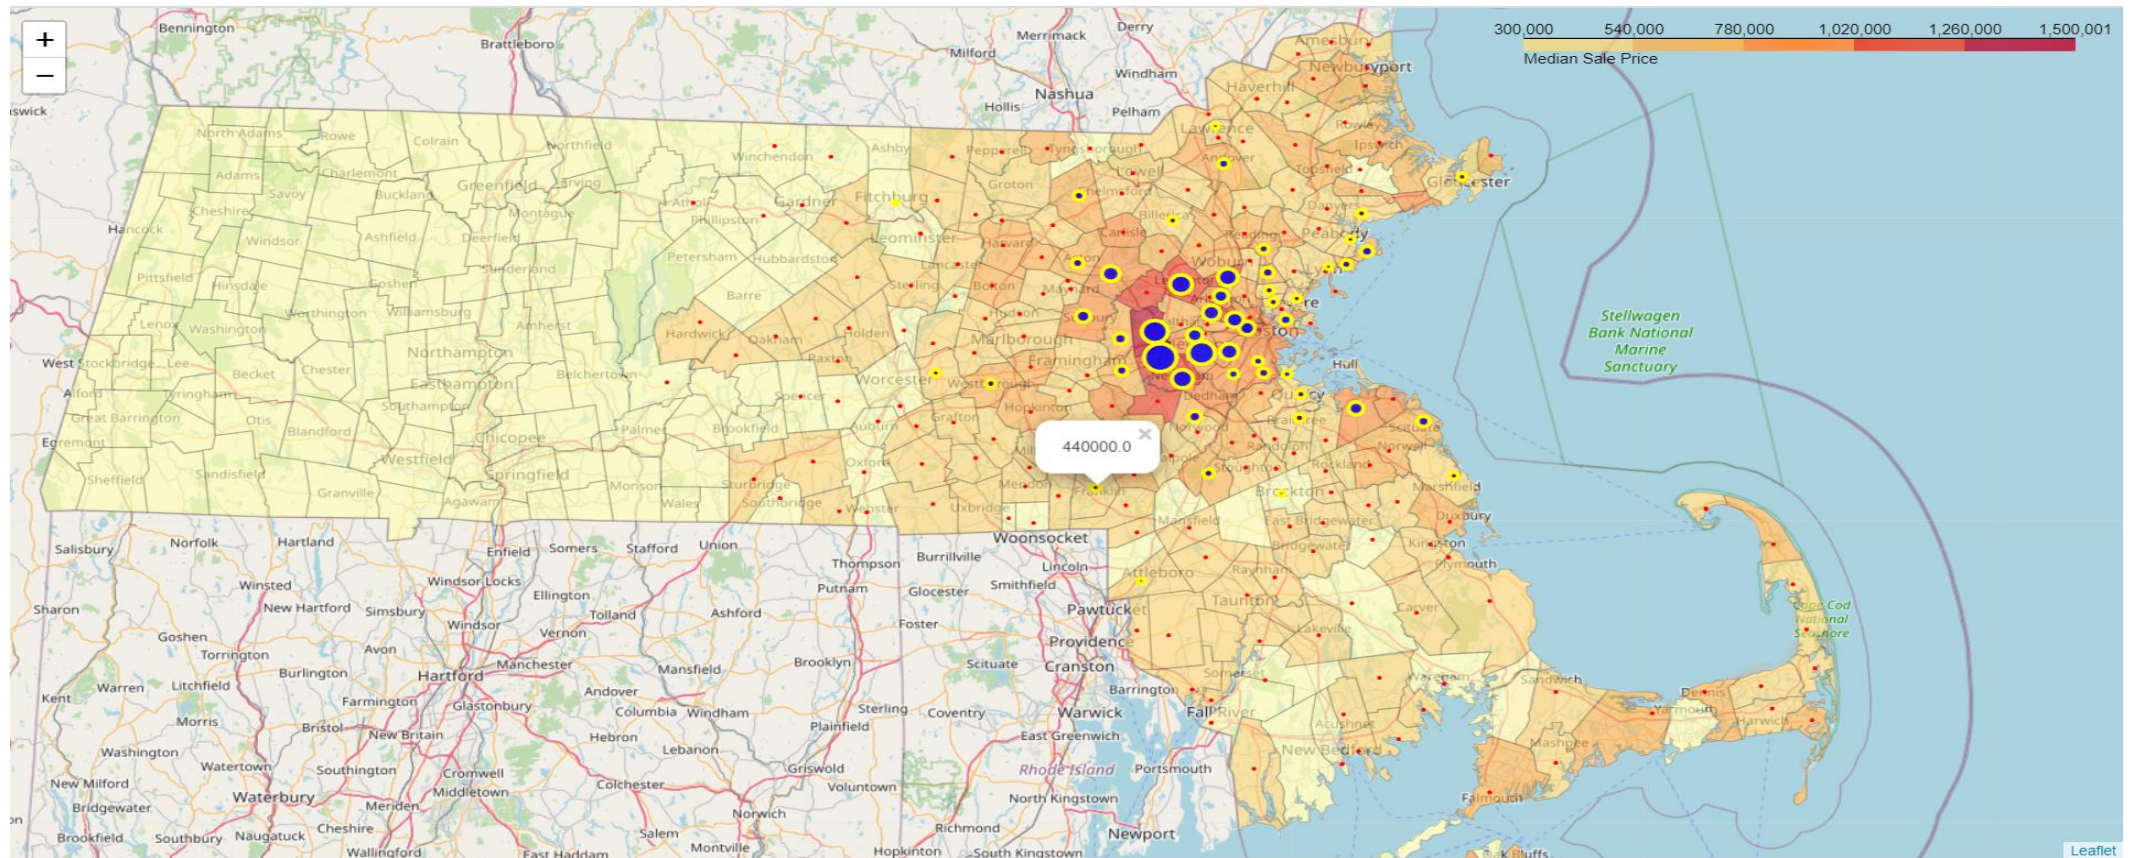 +
−
300,000 540,000 780,000 1,020,000 1,260,000 1,500,001
Median Sale Price
Bennington
Brattleboro
Merrimack
Derry
Milford
Windham
Nashua
Hollis
Pelham
Amesbury
Newburyport
Haverhill
Lawrence
Rowley
Ipswich
Andover
Topsfield
Gloucester
Danvers
Peabody
North Adams
Rowe
Colrain
Northfield
Winchendon
Ashby
Pepperell
Tyngsborough
Lowell
Adams
Charlemont
Savoy
Buckland
Greenfield
Erving
Athol
Gardner
Fitchburg
Groton
Chelmsford
Billerica
Cheshire
Montague
Phillipston
Hancock
Windsor
Ashfield
Deerfield
Leominster
Harvard
Carlisle
Reading
Woburn
Lynn
Petersham
Hubbardston
Lancaster
Acton
Pittsfield
Hinsdale
Goshen
Sunderland
Barre
Sterling
Bolton
Maynard
Lexington
Lenox
Washington
Worthington
Williamsburg
Amherst
Hardwick
Oakham
Holden
Hudson
Marlborough
Sudbury
West Stockbridge
Lee
Becket
Chester
Northampton
Belchertown
Paxton
Worcester
Westborough
Framingham
Needham
Hull
Alford
Tyringham
Easthampton
Southampton
Spencer
Hopkinton
Dedham
Quincy
Great Barrington
Otis
Blandford
Chicopee
Palmer
Brookfield
Auburn
Grafton
Norwood
Braintree
Scituate
Egremont
Westfield
Springfield
Oxford
440000.0
×
Randolph
Norwell
Sheffield
Sandisfield
Granville
Agawam
Monson
Wales
Sturbridge
Southbridge
Webster
Uxbridge
Mendon
Franklin
Stoughton
Rockland
Brockton
Marshfield
Mansfield
East Bridgewater
Duxbury
Bridgewater
Kingston
Plymouth
Attleboro
Raynham
Taunton
Carver
Lakeville
Somerset
Wareham
Sandwich
Fall River
Acushnet
New Bedford
Mashpee
Falmouth
Dennis
Yarmouth
Harwich
Cape Cod
National
Seashore
Stellwagen
Bank National
Marine
Sanctuary
Salisbury
Norfolk
Hartland
Enfield
Somers
Stafford
Union
Thompson
Burrillville
Woonsocket
Lincoln
Winsted
Windsor Locks
Ellington
Putnam
Glocester
Smithfield
Sharon
New Hartford
Simsbury
Windsor
Tolland
Ashford
Foster
Pawtucket
Goshen
Torrington
Avon
Vernon
Manchester
Mansfield
Brooklyn
Scituate
Providence
Cranston
Kent
Warren
Litchfield
Burlington
Hartford
Farmington
Glastonbury
Andover
Columbia
Windham
Plainfield
Sterling
Coventry
Barrington
Warwick
Morris
Bristol
New Britain
Hebron
Lebanon
East Greenwich
Washington
Watertown
Southington
Cromwell
Middletown
Colchester
Griswold
Voluntown
Rhode Island
Portsmouth
New Milford
Bridgewater
Waterbury
Meriden
Norwich
North Kingstown
Newport
Brookfield
Southbury
Naugatuck
Cheshire
Wallingford
Salem
East Haddam
Montville
Richmond
Hopkinton
South Kingstown
Oak Bluffs
Leaflet